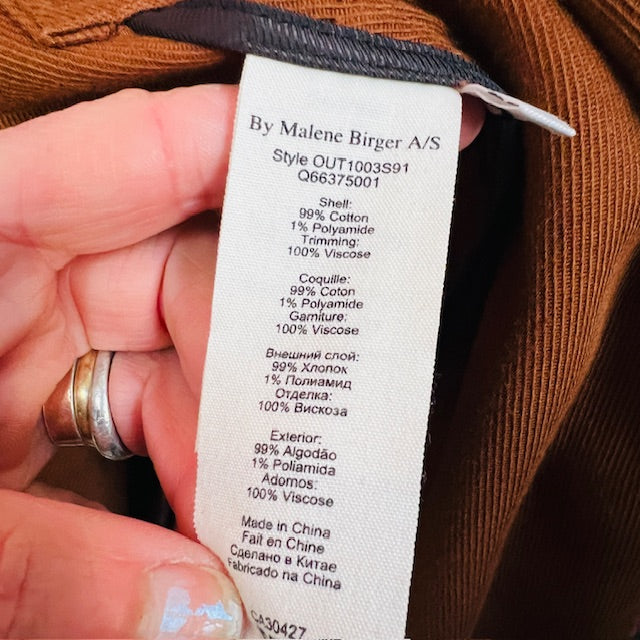 By Malene Birger A/S
Style OUT1003S91
Q66375001
Shell:
99% Cotton
1% Polyamide
Trimming:
100% Viscose
Coquille:
99% Coton
1% Polyamide
Garniture:
100% Viscose
Внешний слой:
99% Хлопок
1% Полиамид
Отделка:
100% Вискоза
Exterior:
99% Algodão
1% Poliamida
Adornos:
100% Viscose
Made in China
Fait en Chine
Сделано в Китае
Fabricado na China
CA30427